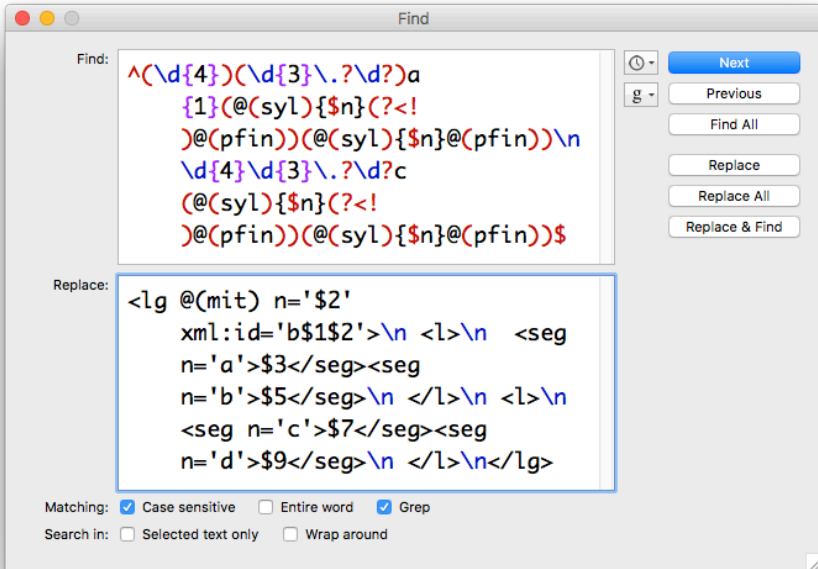 Find
Find:
^(\d{4})(\d{3}\.?\d?)a
{1}(@(syl){$n}(?<!
)@(pfin))(@(syl){$n}@(pfin))\n
\d{4}\d{3}\.?\d?c
(@(syl){$n}(?<!
)@(pfin))(@(syl){$n}@(pfin))$
g
Next
Previous
Find All
Replace
Replace All
Replace & Find
Replace:
<lg @(mit) n='$2'
xml:id='b$1$2'>\n <l>\n  <seg
n='a'>$3</seg><seg
n='b'>$5</seg>\n </l>\n <l>\n
<seg n='c'>$7</seg><seg
n='d'>$9</seg>\n </l>\n</lg>
Matching: Case sensitive Entire word Grep
Search in: Selected text only Wrap around